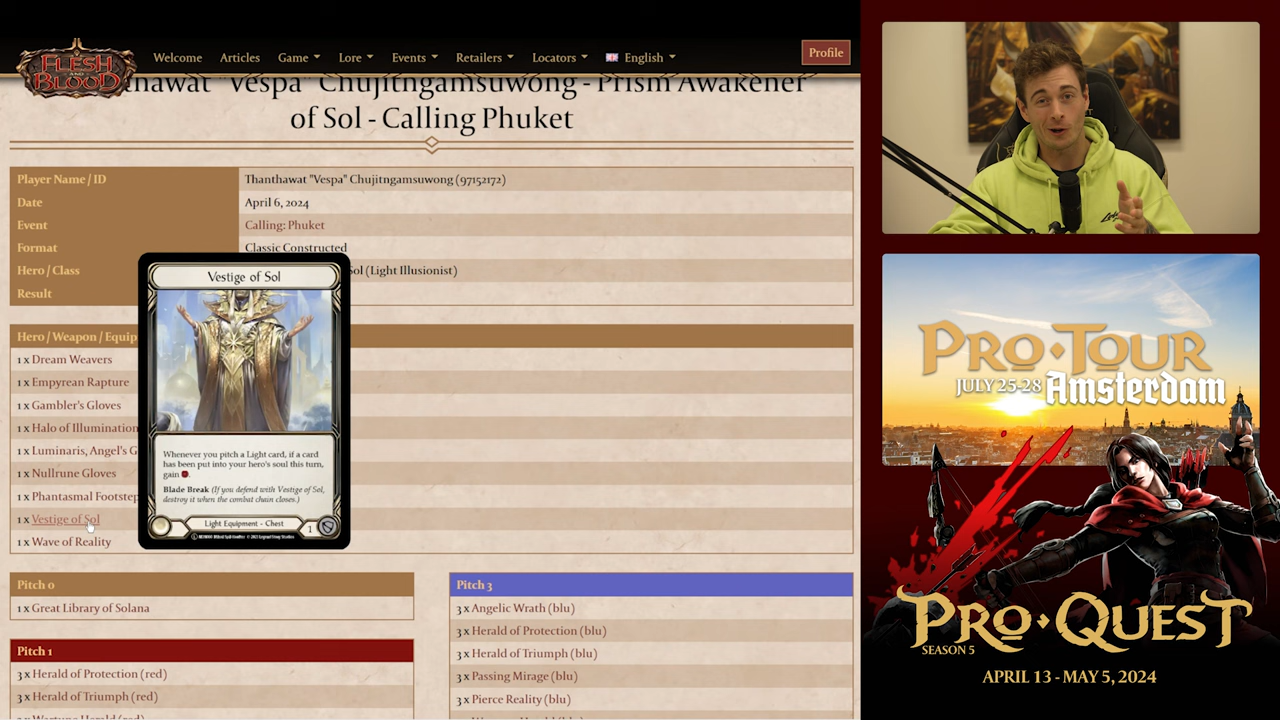 FLESH
AND
BLOOD
Welcome
Articles
Game
Lore
Events
Retailers
Locators
English
Profile
"Vespa" Chujitngamsuwong - Prism Awakener
of Sol - Calling Phuket
Player Name / ID
Thanthawat "Vespa" Chujitngamsuwong (97152172)
Date
April 6, 2024
Event
Calling: Phuket
Format
Classic Constructed
Hero / Class
Sol (Light Illusionist)
Result
Hero / Weapon / Equip
1 x Dream Weavers
1 x Empyrean Rapture
1 x Gambler's Gloves
1 x Halo of Illumination
1 x Luminaris, Angel's G
1 x Nullrune Gloves
1 x Phantasmal Footstep
1 x Vestige of Sol
1 x Wave of Reality
Vestige of Sol
Whenever you pitch a Light card, if a card
has been put into your hero's soul this turn,
gain
Blade Break (If you defend with Vestige of Sol,
destroy it when the combat chain closes.)
Light Equipment - Chest
1
Pitch 0
1 x Great Library of Solana
Pitch 1
3 x Herald of Protection (red)
3 x Herald of Triumph (red)
Pitch 3
3 x Angelic Wrath (blu)
3 x Herald of Protection (blu)
3 x Herald of Triumph (blu)
3 x Passing Mirage (blu)
3 x Pierce Reality (blu)
PRO TOUR
JULY 25-28 Amsterdam
PRO QUEST
SEASON 5
APRIL 13 - MAY 5, 2024